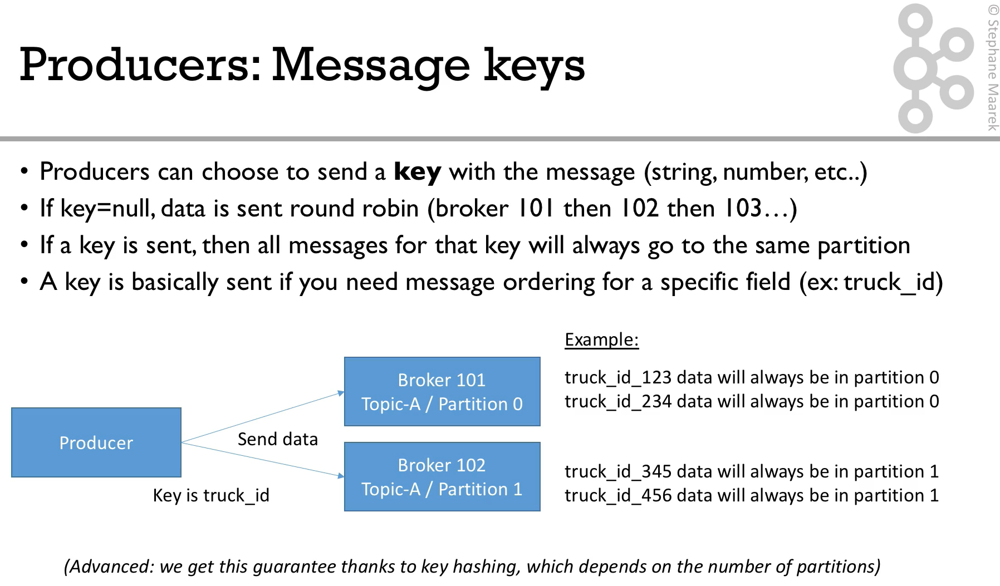 Producers: Message keys
© Stephane Maarek
• Producers can choose to send a key with the message (string, number, etc..)
• If key=null, data is sent round robin (broker 101 then 102 then 103…)
• If a key is sent, then all messages for that key will always go to the same partition
• A key is basically sent if you need message ordering for a specific field (ex: truck_id)
Producer
Send data
Key is truck_id
Broker 101
Topic-A / Partition 0
Broker 102
Topic-A / Partition 1
Example:
truck_id_123 data will always be in partition 0
truck_id_234 data will always be in partition 0
truck_id_345 data will always be in partition 1
truck_id_456 data will always be in partition 1
(Advanced: we get this guarantee thanks to key hashing, which depends on the number of partitions)